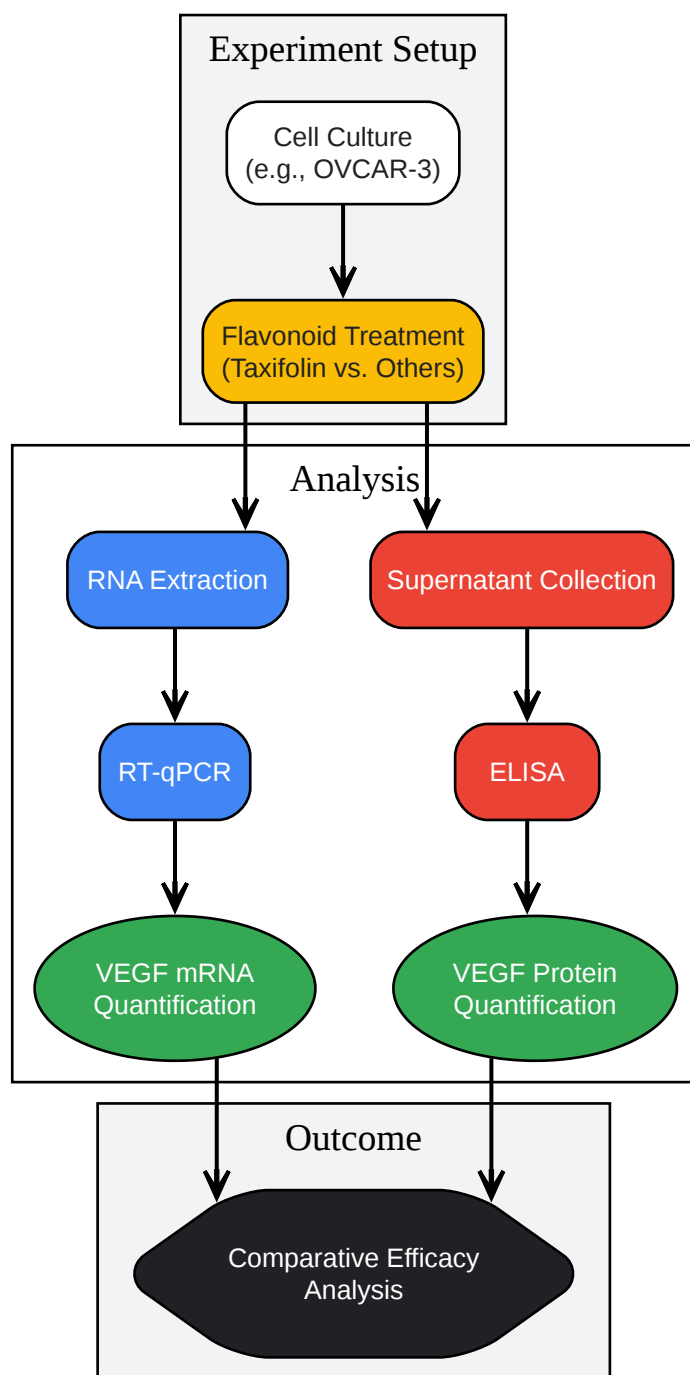 Experiment Setup
Cell Culture
(e.g., OVCAR-3)
Flavonoid Treatment
(Taxifolin vs. Others)
Analysis
RNA Extraction
Supernatant Collection
RT-qPCR
ELISA
VEGF mRNA
Quantification
VEGF Protein
Quantification
Outcome
Comparative Efficacy
Analysis